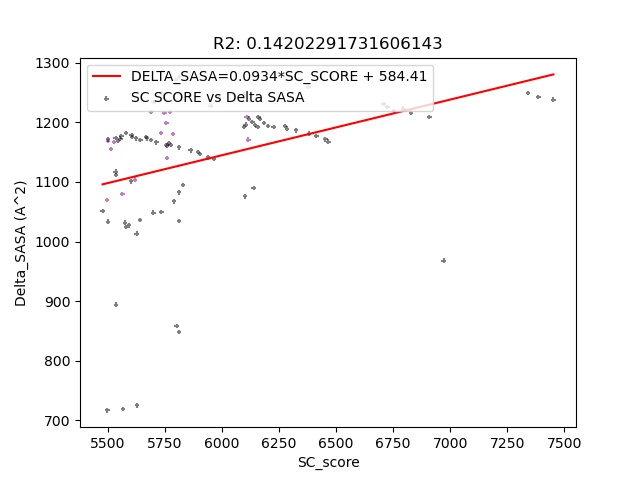 R2: 0.14202291731606143
DELTA_SASA=0.0934*SC_SCORE + 584.41
SC SCORE vs Delta SASA
Delta_SASA (A^2)
1300
1200
1100
1000
900
800
700
5500 5750 6000 6250 6500 6750 7000 7250 7500
SC_score